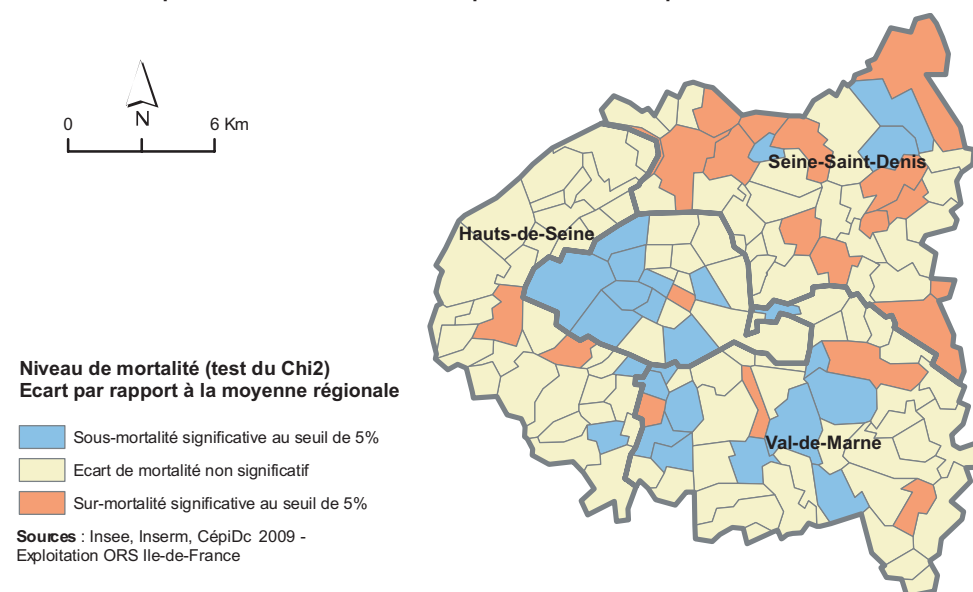 0
N
6 Km
Seine-Saint-Denis
Hauts-de-Seine
Val-de-Marne
Niveau de mortalité (test du Chi2)
Ecart par rapport à la moyenne régionale
Sous-mortalité significative au seuil de 5%
Ecart de mortalité non significatif
Sur-mortalité significative au seuil de 5%
Sources : Insee, Inserm, CépiDc 2009 -
Exploitation ORS Ile-de-France